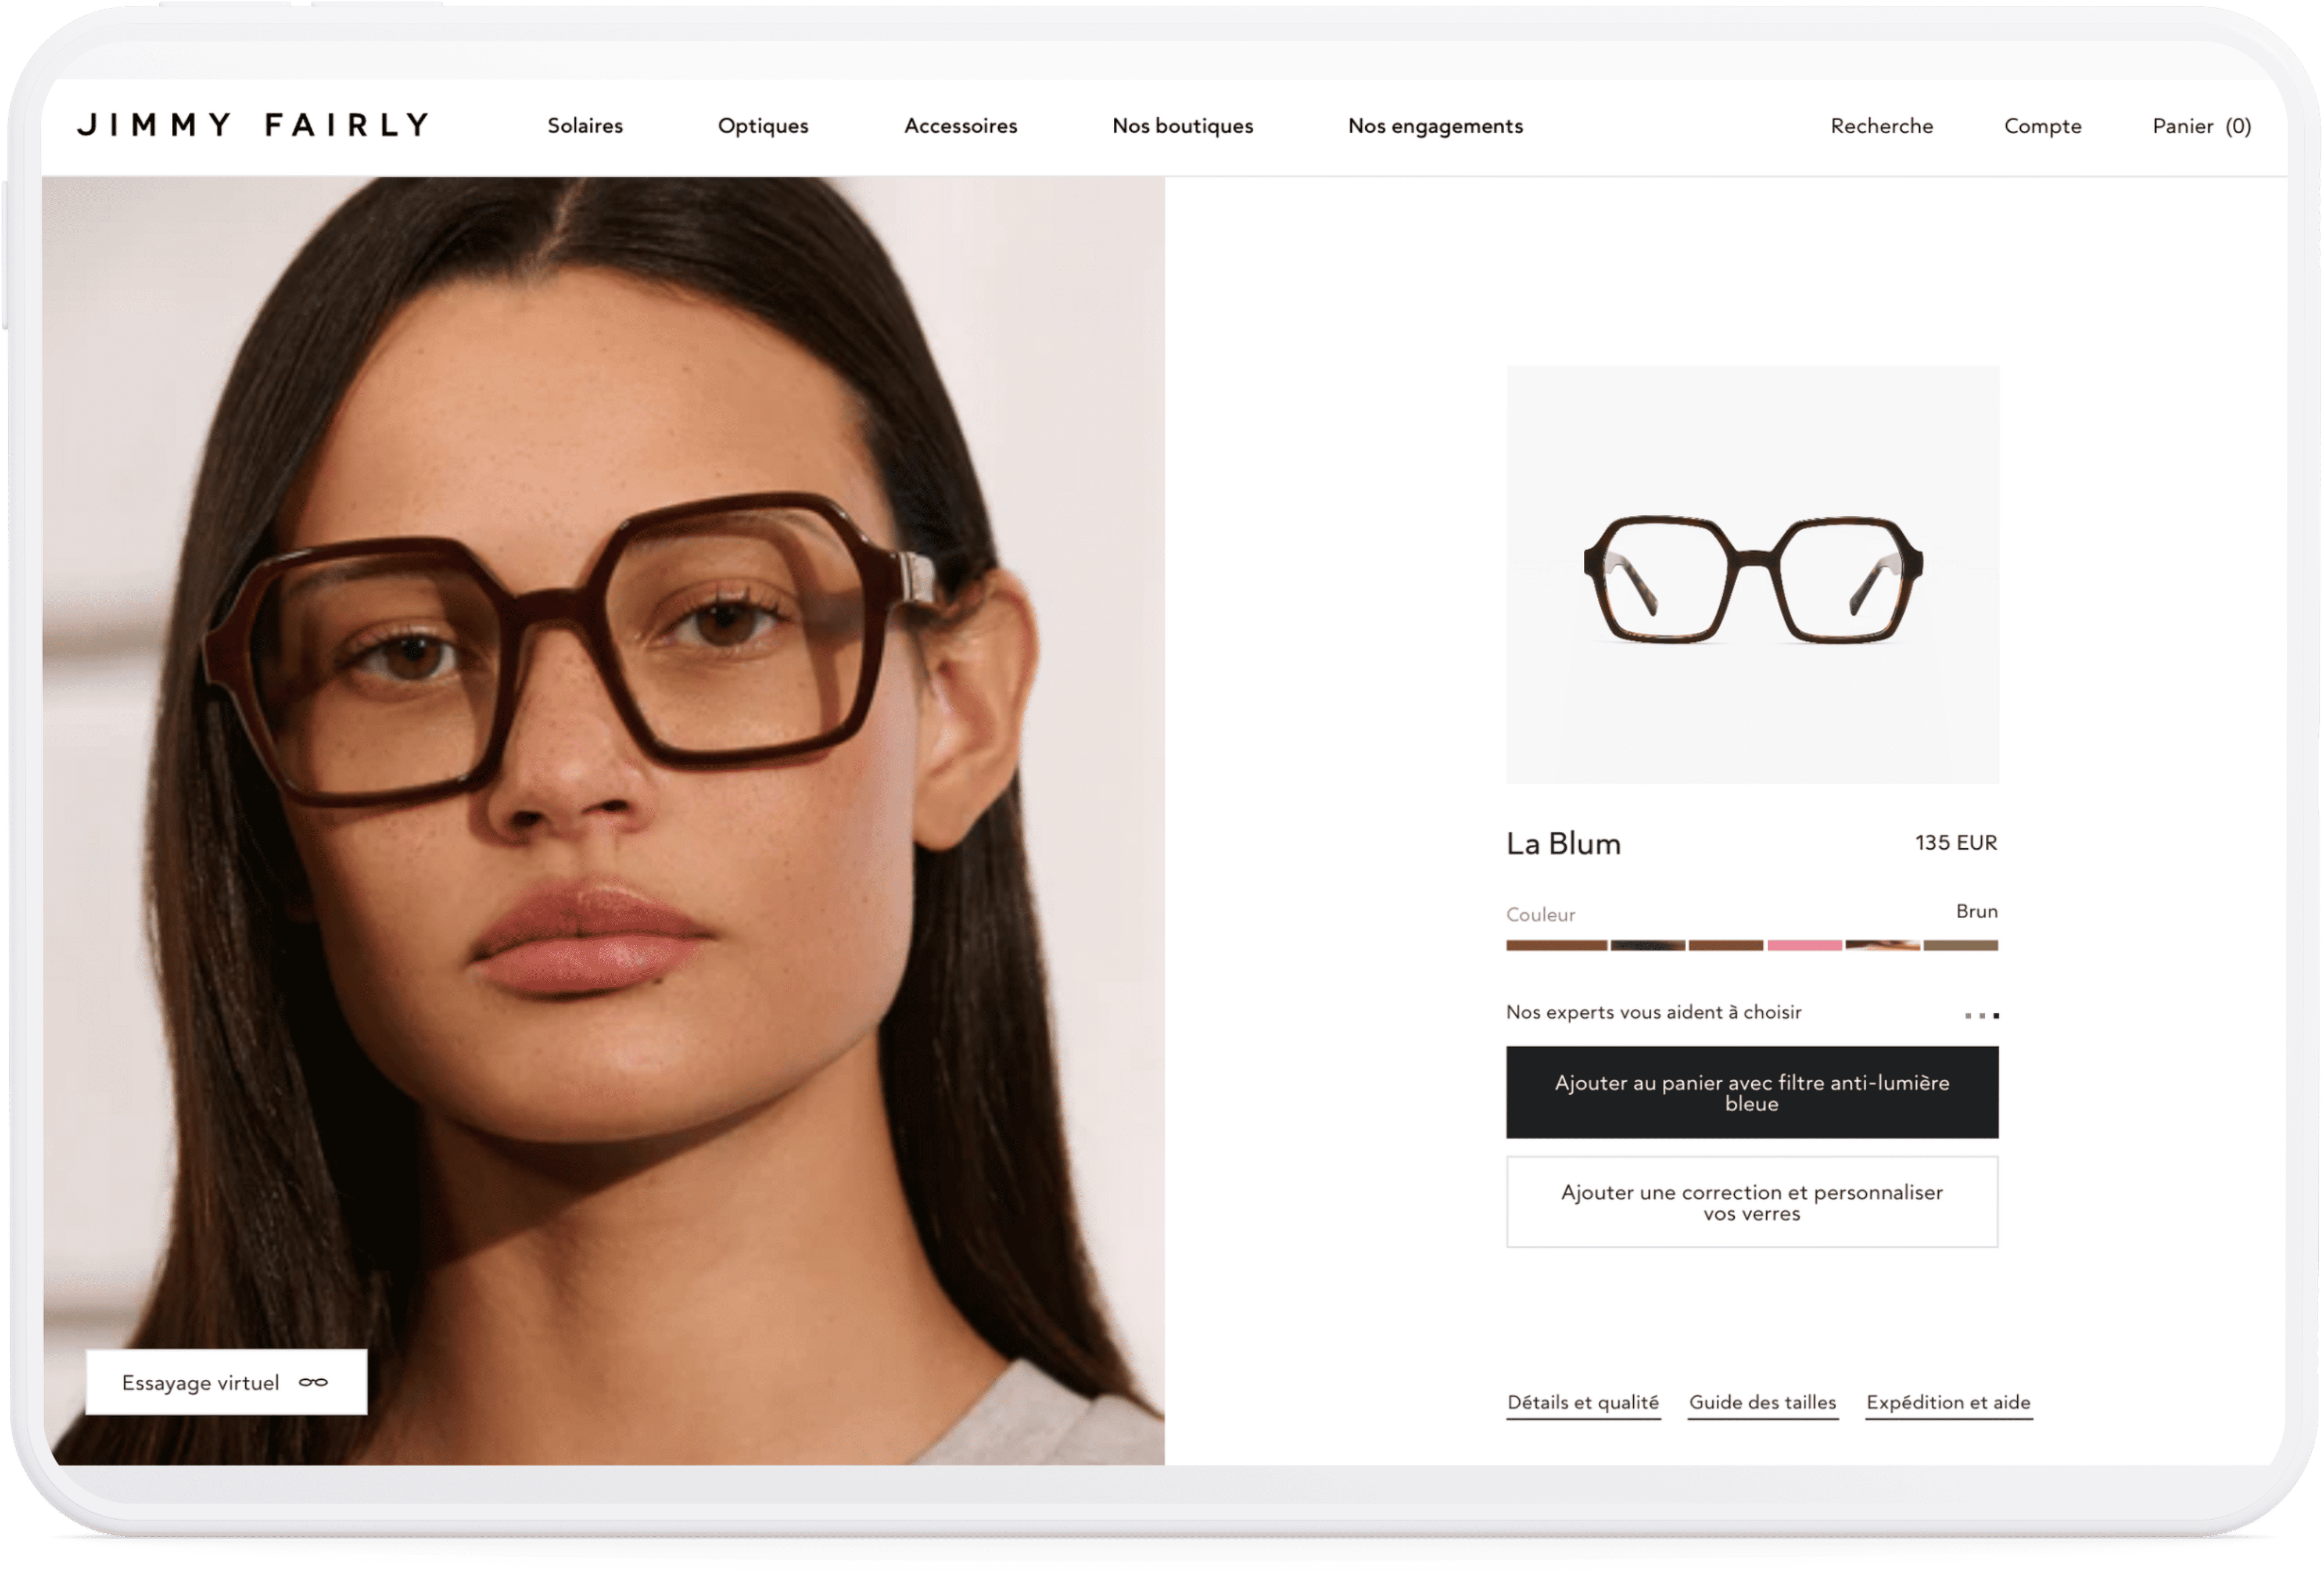 JIMMY FAIRLY
Solaires
Optiques
Accessoires
Nos boutiques
Nos engagements
Recherche
Compte
Panier (0)
La Blum
135 EUR
Couleur
Brun
Nos experts vous aident à choisir
Ajouter au panier avec filtre anti-lumière
bleue
Ajouter une correction et personnaliser
vos verres
Essayage virtuel
Détails et qualité
Guide des tailles
Expédition et aide